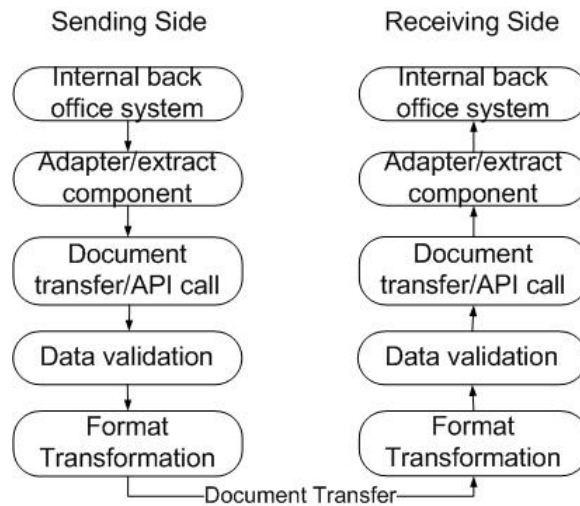 Sending Side
Internal back
office system
Adapter/extract
component
Document
transfer/API call
Data validation
Format
Transformation
Receiving Side
Internal back
office system
Adapter/extract
component
Document
transfer/API call
Data validation
Format
Transformation
Document Transfer